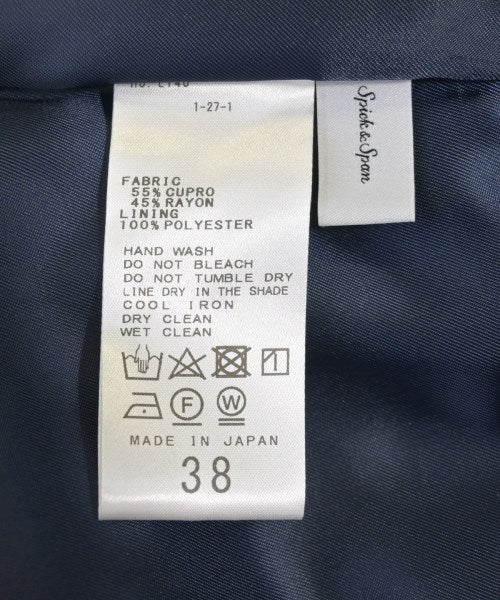 1-27-1
FABRIC
55% CUPRO
45% RAYON
LINING
100% POLYESTER
HAND WASH
DO NOT BLEACH
DO NOT TUMBLE DRY
LINE DRY IN THE SHADE
COOL IRON
DRY CLEAN
WET CLEAN
F W
MADE IN JAPAN
38
Spick & Span